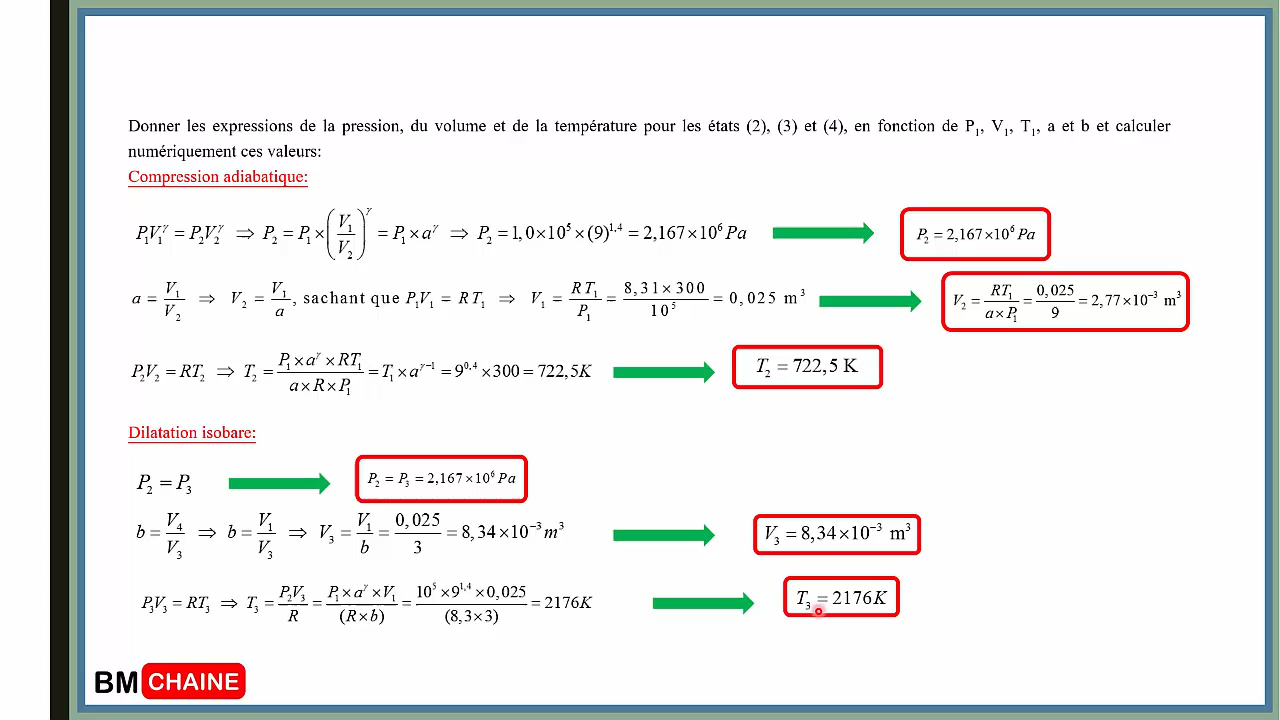 Donner les expressions de la pression, du volume et de la température pour les états (2), (3) et (4), en fonction de P₁, V₁, T₁, a et b et calculer
numériquement ces valeurs:
Compression adiabatique:
P₁V₁^γ = P₂V₂^γ ⇒ P₂ = P₁ × (V₁/V₂)^γ = P₁ × a^γ ⇒ P₂ = 1,0×10⁵ × (9)^1,4 = 2,167×10⁶ Pa P₂ = 2,167×10⁶ Pa
a = V₁/V₂ ⇒ V₂ = V₁/a, sachant que P₁V₁ = RT₁ ⇒ V₁ = RT₁/P₁ = 8,31×300/10⁵ = 0,025 m³ V₂ = RT₁/(a×P₁) = 0,025/9 = 2,77×10⁻³ m³
P₂V₂ = RT₂ ⇒ T₂ = (P₁ × a^γ × RT₁)/(a×R×P₁) = T₁ × a^(γ−1) = 9^0,4 × 300 = 722,5K T₂ = 722,5 K
Dilatation isobare:
P₂ = P₃ P₂ = P₃ = 2,167×10⁶ Pa
b = V₄/V₃ ⇒ b = V₁/V₃ ⇒ V₃ = V₁/b = 0,025/3 = 8,34×10⁻³ m³ V₃ = 8,34×10⁻³ m³
P₃V₃ = RT₃ ⇒ T₃ = P₂V₃/R = (P₁ × a^γ × V₁)/(R×b) = (10⁵ × 9^1,4 × 0,025)/(8,3×3) = 2176K T₃ = 2176K
BM CHAINE